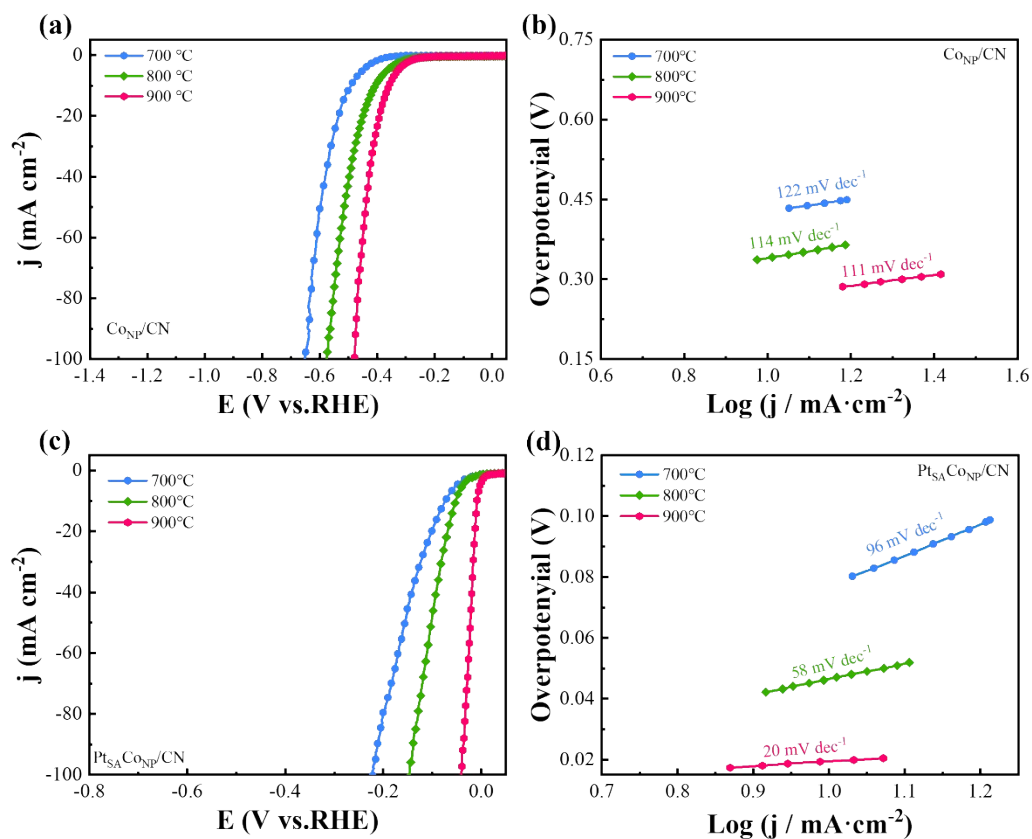 (a)
700 °C
800 °C
900 °C
0
-20
-40
-60
-80
-100
j (mA cm-2)
CoNP/CN
-1.4
-1.2
-1.0
-0.8
-0.6
-0.4
-0.2
0.0
E (V vs.RHE)
(b)
700°C
800°C
900°C
CoNP/CN
0.75
0.60
0.45
0.30
0.15
Overpotenyial (V)
122 mV dec-1
114 mV dec-1
111 mV dec-1
0.6
0.8
1.0
1.2
1.4
1.6
Log (j / mA·cm-2)
(c)
700°C
800°C
900°C
0
-20
-40
-60
-80
-100
j (mA cm-2)
PtSACoNP/CN
-0.8
-0.6
-0.4
-0.2
0.0
E (V vs.RHE)
(d)
700°C
800°C
900°C
PtSACoNP/CN
0.12
0.10
0.08
0.06
0.04
0.02
Overpotenyial (V)
96 mV dec-1
58 mV dec-1
20 mV dec-1
0.7
0.8
0.9
1.0
1.1
1.2
Log (j / mA·cm-2)